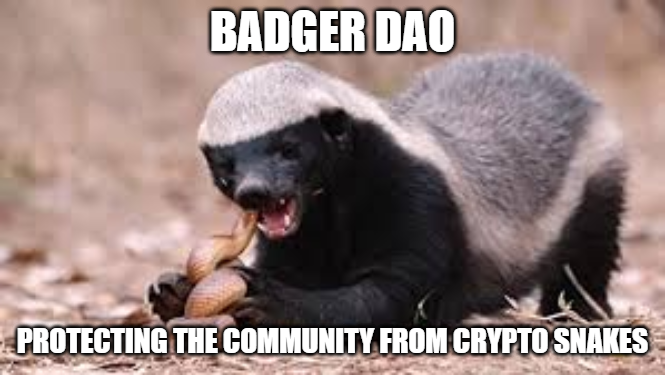 BADGER DAO
PROTECTING THE COMMUNITY FROM CRYPTO SNAKES